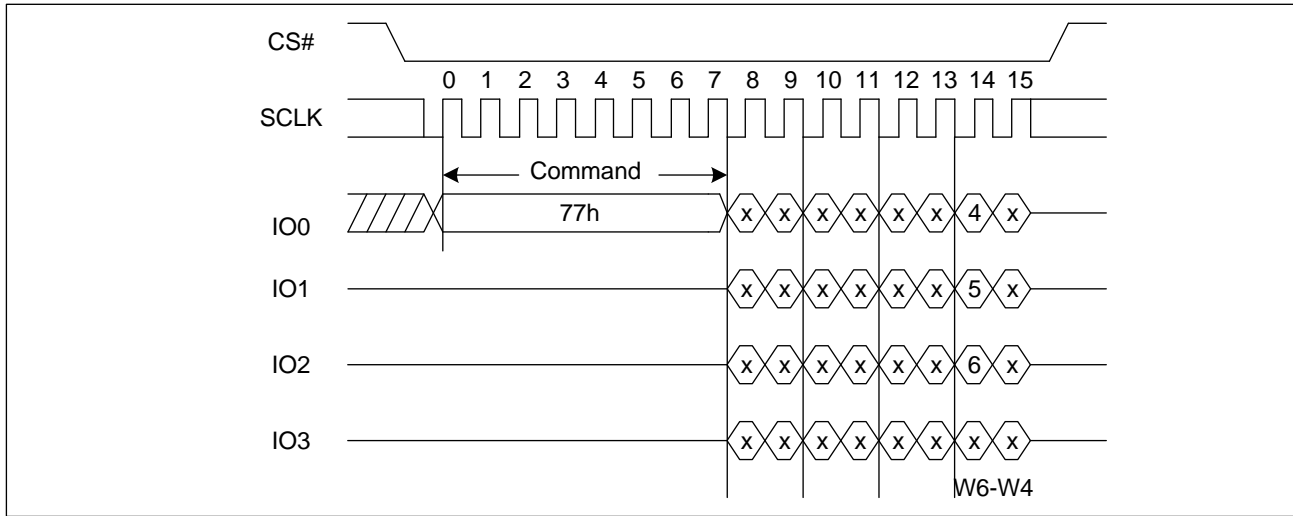 CS#
0 1 2 3 4 5 6 7 8 9 10 11 12 13 14 15
SCLK
Command
IO0 77h x x x x x x 4 x
IO1 x x x x x x 5 x
IO2 x x x x x x 6 x
IO3 x x x x x x x x
W6-W4